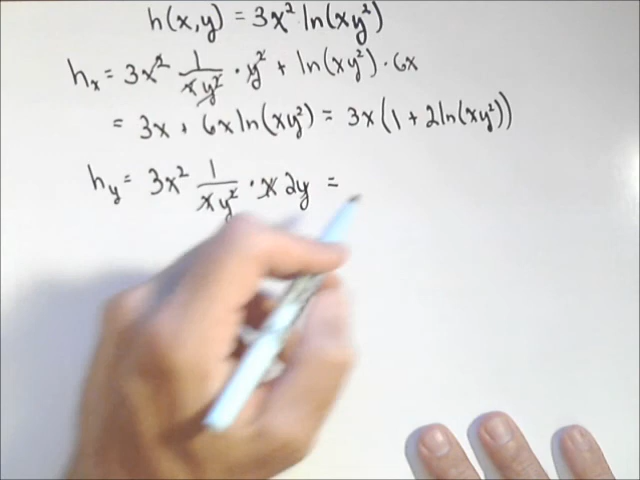 h(x,y) = 3x² ln(xy²)
hₓ = 3x² 1/(xy²) · y² + ln(xy²) · 6x
= 3x + 6x ln(xy²) = 3x(1 + 2ln(xy²))
h_y = 3x² 1/(xy²) · x 2y =